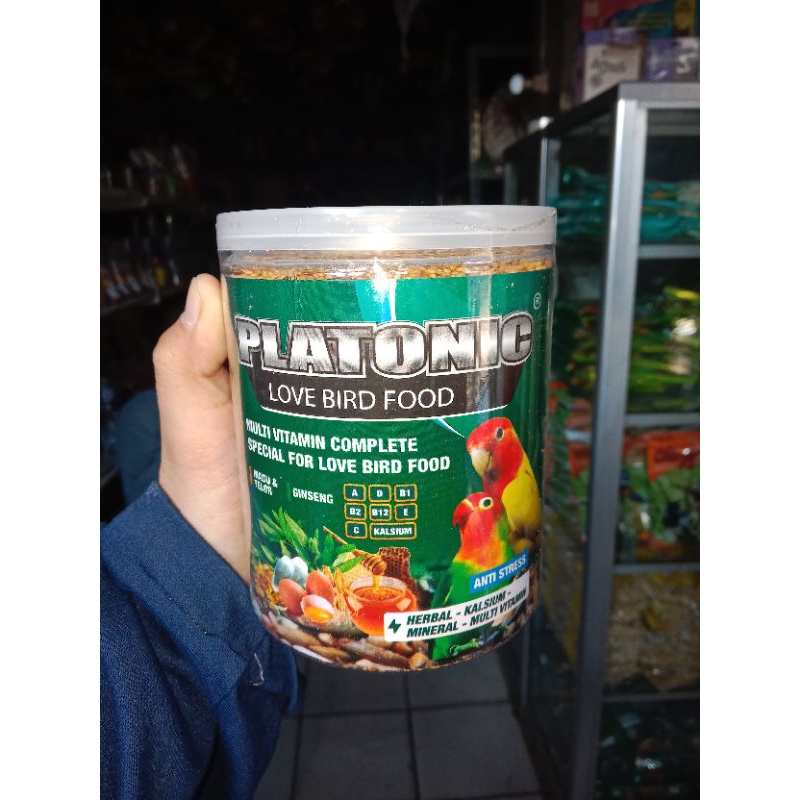 PLATONIC
®
LOVE BIRD FOOD
MULTI VITAMIN COMPLETE
SPECIAL FOR LOVE BIRD FOOD
MADU &
TELUR
GINSENG
A D B1
B2 B12 E
C KALSIUM
ANTI STRESS
HERBAL - KALSIUM -
MINERAL - MULTI VITAMIN